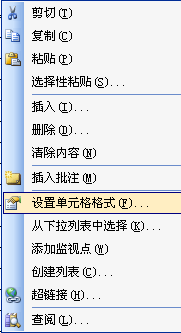 剪切(T)
复制(C)
粘贴(P)
选择性粘贴(S)...
插入(I)...
删除(D)...
清除内容(N)
插入批注(M)
设置单元格格式(F)...
从下拉列表中选择(K)...
添加监视点(W)
创建列表(C)...
超链接(H)...
查阅(L)...